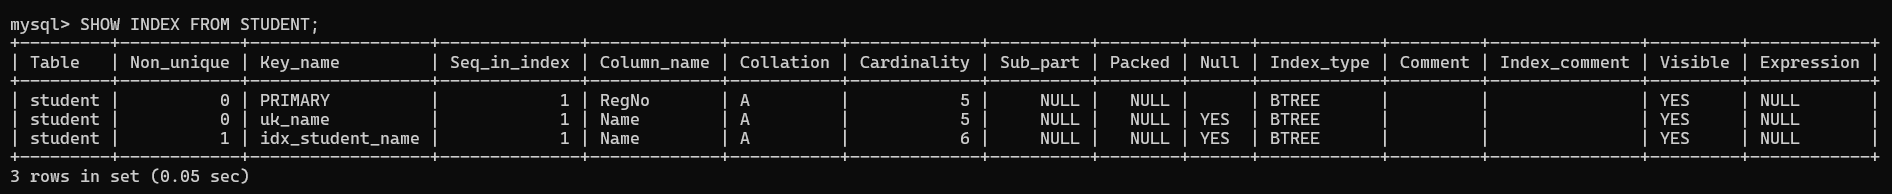 mysql> SHOW INDEX FROM STUDENT;
+---------+------------+------------------+--------------+-------------+-----------+-------------+----------+--------+------+------------+---------+---------------+---------+------------+
| Table   | Non_unique | Key_name         | Seq_in_index | Column_name | Collation | Cardinality | Sub_part | Packed | Null | Index_type | Comment | Index_comment | Visible | Expression |
+---------+------------+------------------+--------------+-------------+-----------+-------------+----------+--------+------+------------+---------+---------------+---------+------------+
| student |          0 | PRIMARY          |            1 | RegNo       | A         |           5 |     NULL |   NULL |      | BTREE      |         |               | YES     | NULL       |
| student |          0 | uk_name          |            1 | Name        | A         |           5 |     NULL |   NULL | YES  | BTREE      |         |               | YES     | NULL       |
| student |          1 | idx_student_name |            1 | Name        | A         |           6 |     NULL |   NULL | YES  | BTREE      |         |               | YES     | NULL       |
+---------+------------+------------------+--------------+-------------+-----------+-------------+----------+--------+------+------------+---------+---------------+---------+------------+
3 rows in set (0.05 sec)